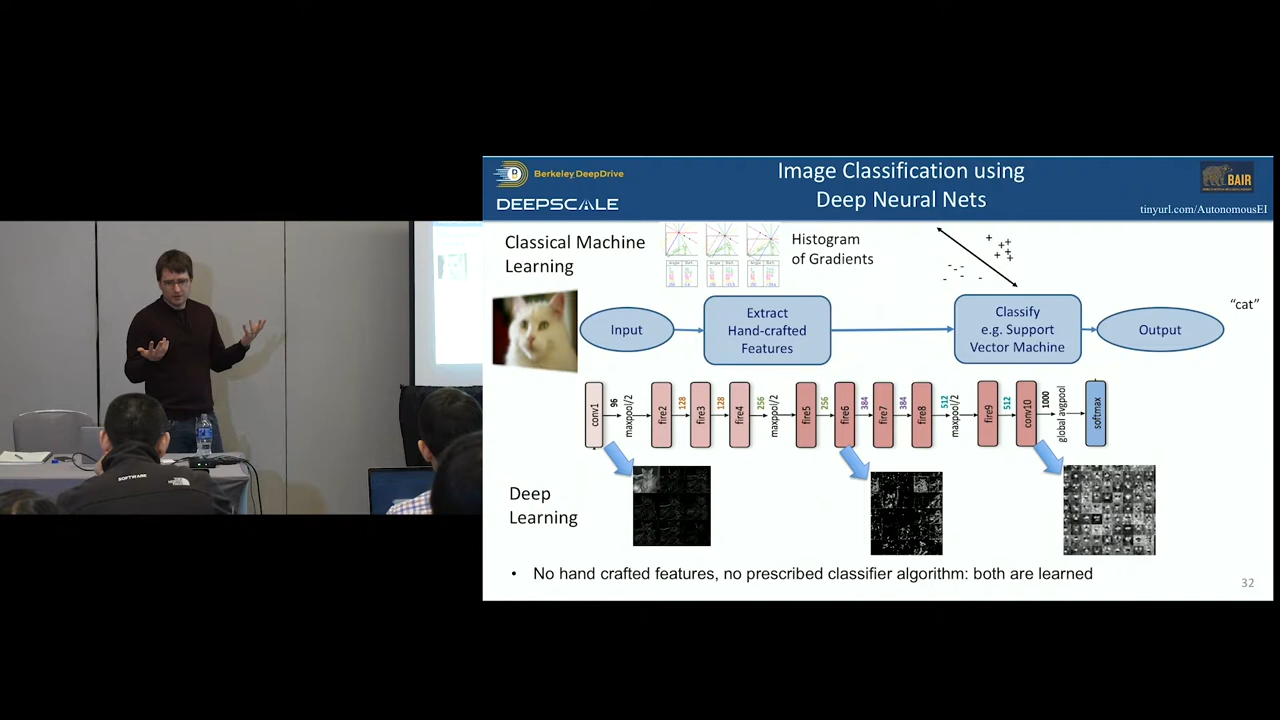 Berkeley DeepDrive
DEEPSCALE
Image Classification using
Deep Neural Nets
BAIR
tinyurl.com/AutonomousEI
Classical Machine
Learning
Histogram
of Gradients
Input
Extract
Hand-crafted
Features
Classify
e.g. Support
Vector Machine
Output
“cat”
conv1
96
maxpool/2
fire2
128
fire3
128
fire4
256
maxpool/2
fire5
256
fire6
384
fire7
384
fire8
512
maxpool/2
fire9
512
conv10
1000
global avgpool
softmax
Deep
Learning
• No hand crafted features, no prescribed classifier algorithm: both are learned
32
SOFTWARE